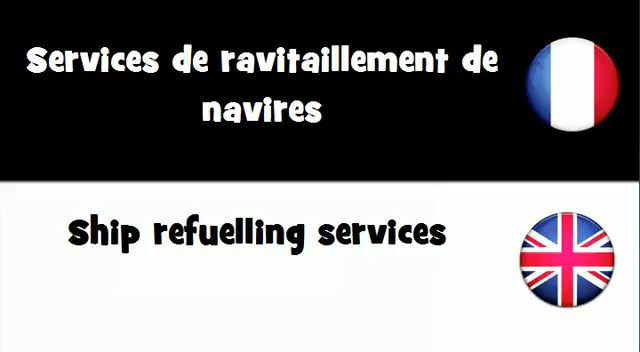 Services de ravitaillement de
navires
Ship refuelling services